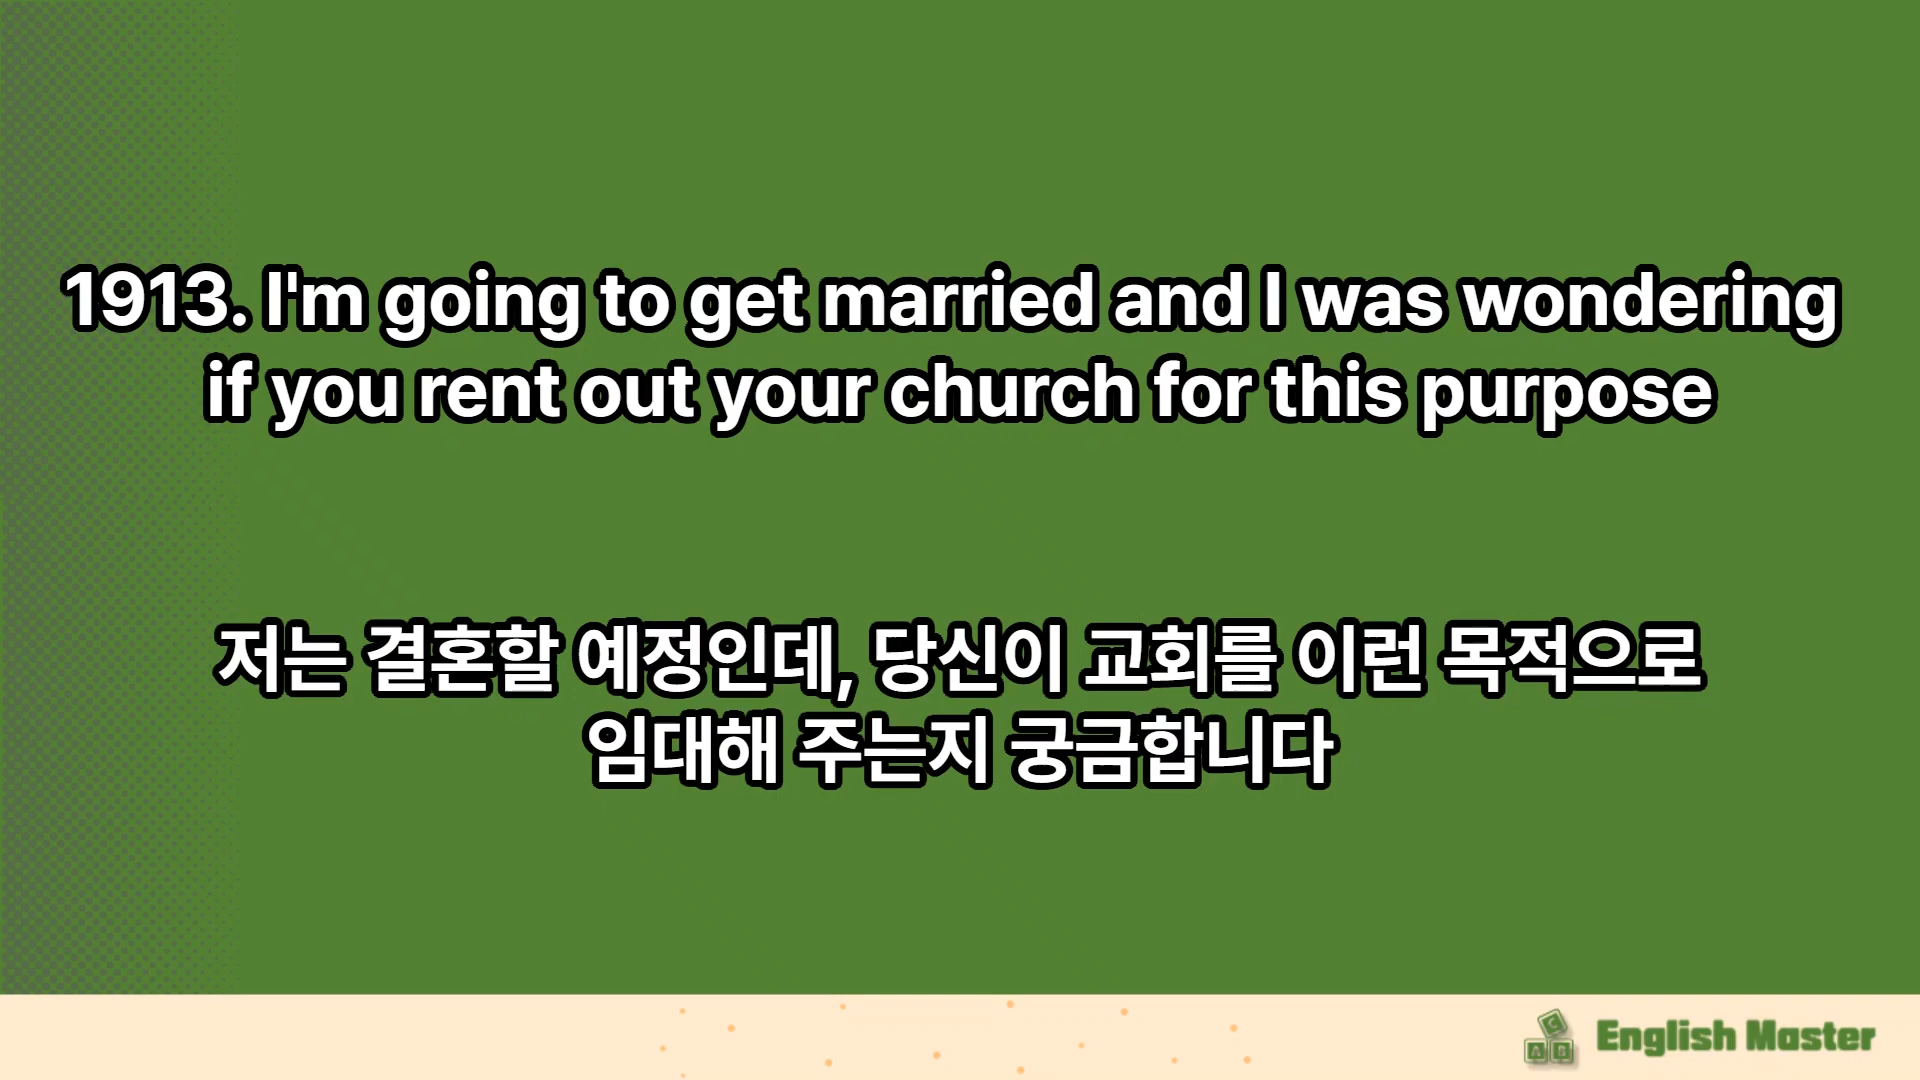 1913. I'm going to get married and I was wondering
if you rent out your church for this purpose
저는 결혼할 예정인데, 당신이 교회를 이런 목적으로
임대해 주는지 궁금합니다
C
A B
English Master